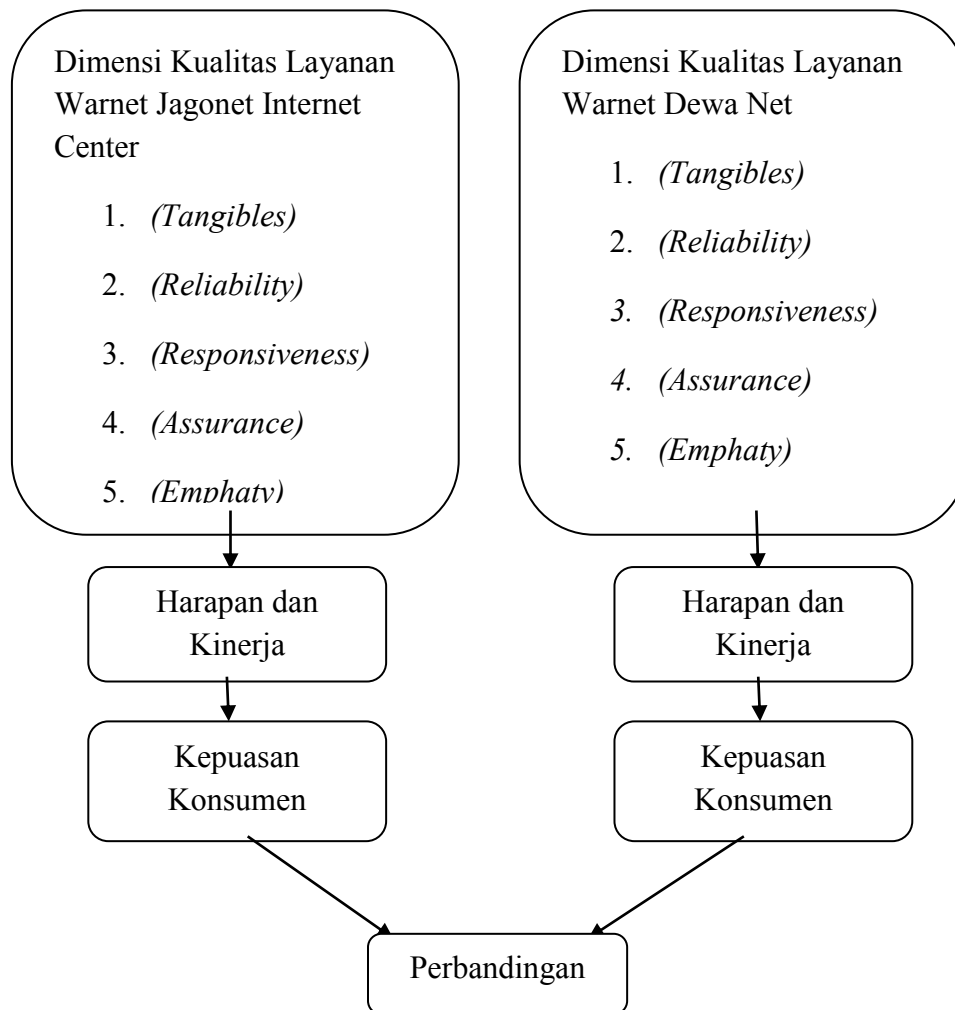 Dimensi Kualitas Layanan
Warnet Jagonet Internet
Center
1. (Tangibles)
2. (Reliability)
3. (Responsiveness)
4. (Assurance)
5. (Emphaty)
Dimensi Kualitas Layanan
Warnet Dewa Net
1. (Tangibles)
2. (Reliability)
3. (Responsiveness)
4. (Assurance)
5. (Emphaty)
Harapan dan
Kinerja
Harapan dan
Kinerja
Kepuasan
Konsumen
Kepuasan
Konsumen
Perbandingan